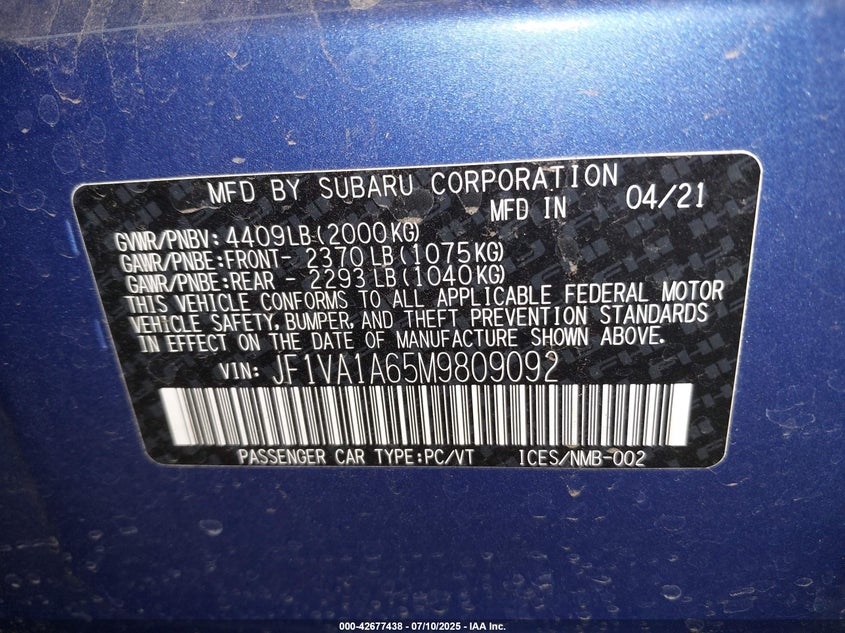 MFD BY SUBARU CORPORATION
MFD IN 04/21
GVWR/PNBV: 4409LB(2000KG)
GAWR/PNBE:FRONT- 2370LB(1075KG)
GAWR/PNBE:REAR - 2293LB(1040KG)
THIS VEHICLE CONFORMS TO ALL APPLICABLE FEDERAL MOTOR
VEHICLE SAFETY, BUMPER, AND THEFT PREVENTION STANDARDS
IN EFFECT ON THE DATE OF MANUFACTURE SHOWN ABOVE.
VIN: JF1VA1A65M9809092
PASSENGER CAR TYPE:PC/VT ICES/NMB-002
000-42677438 - 07/10/2025 - IAA Inc.